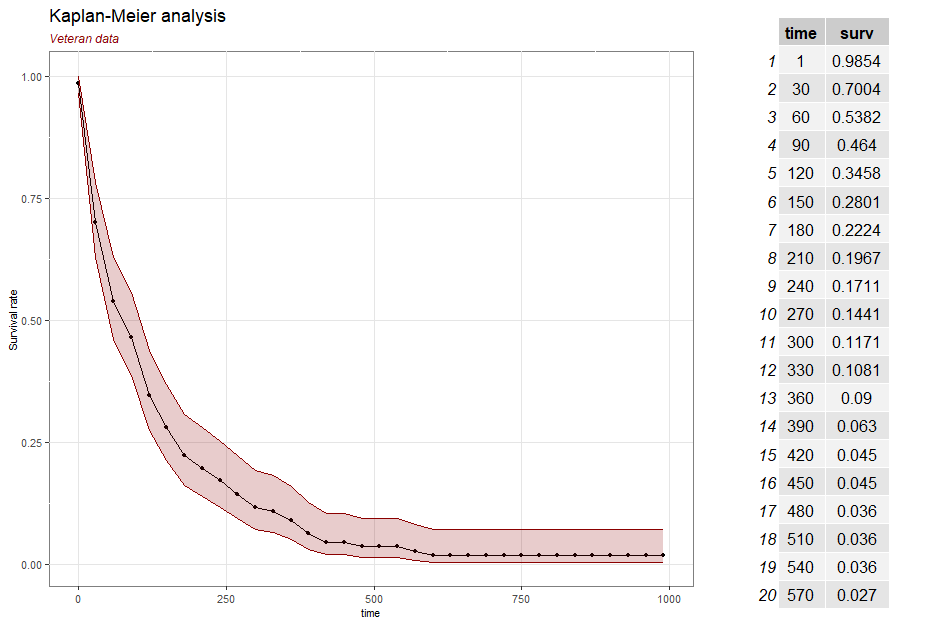 Kaplan-Meier analysis
Veteran data
1.00
0.75
0.50
0.25
0.00
Survival rate
0 250 500 750 1000
time
time surv
1 1 0.9854
2 30 0.7004
3 60 0.5382
4 90 0.464
5 120 0.3458
6 150 0.2801
7 180 0.2224
8 210 0.1967
9 240 0.1711
10 270 0.1441
11 300 0.1171
12 330 0.1081
13 360 0.09
14 390 0.063
15 420 0.045
16 450 0.045
17 480 0.036
18 510 0.036
19 540 0.036
20 570 0.027